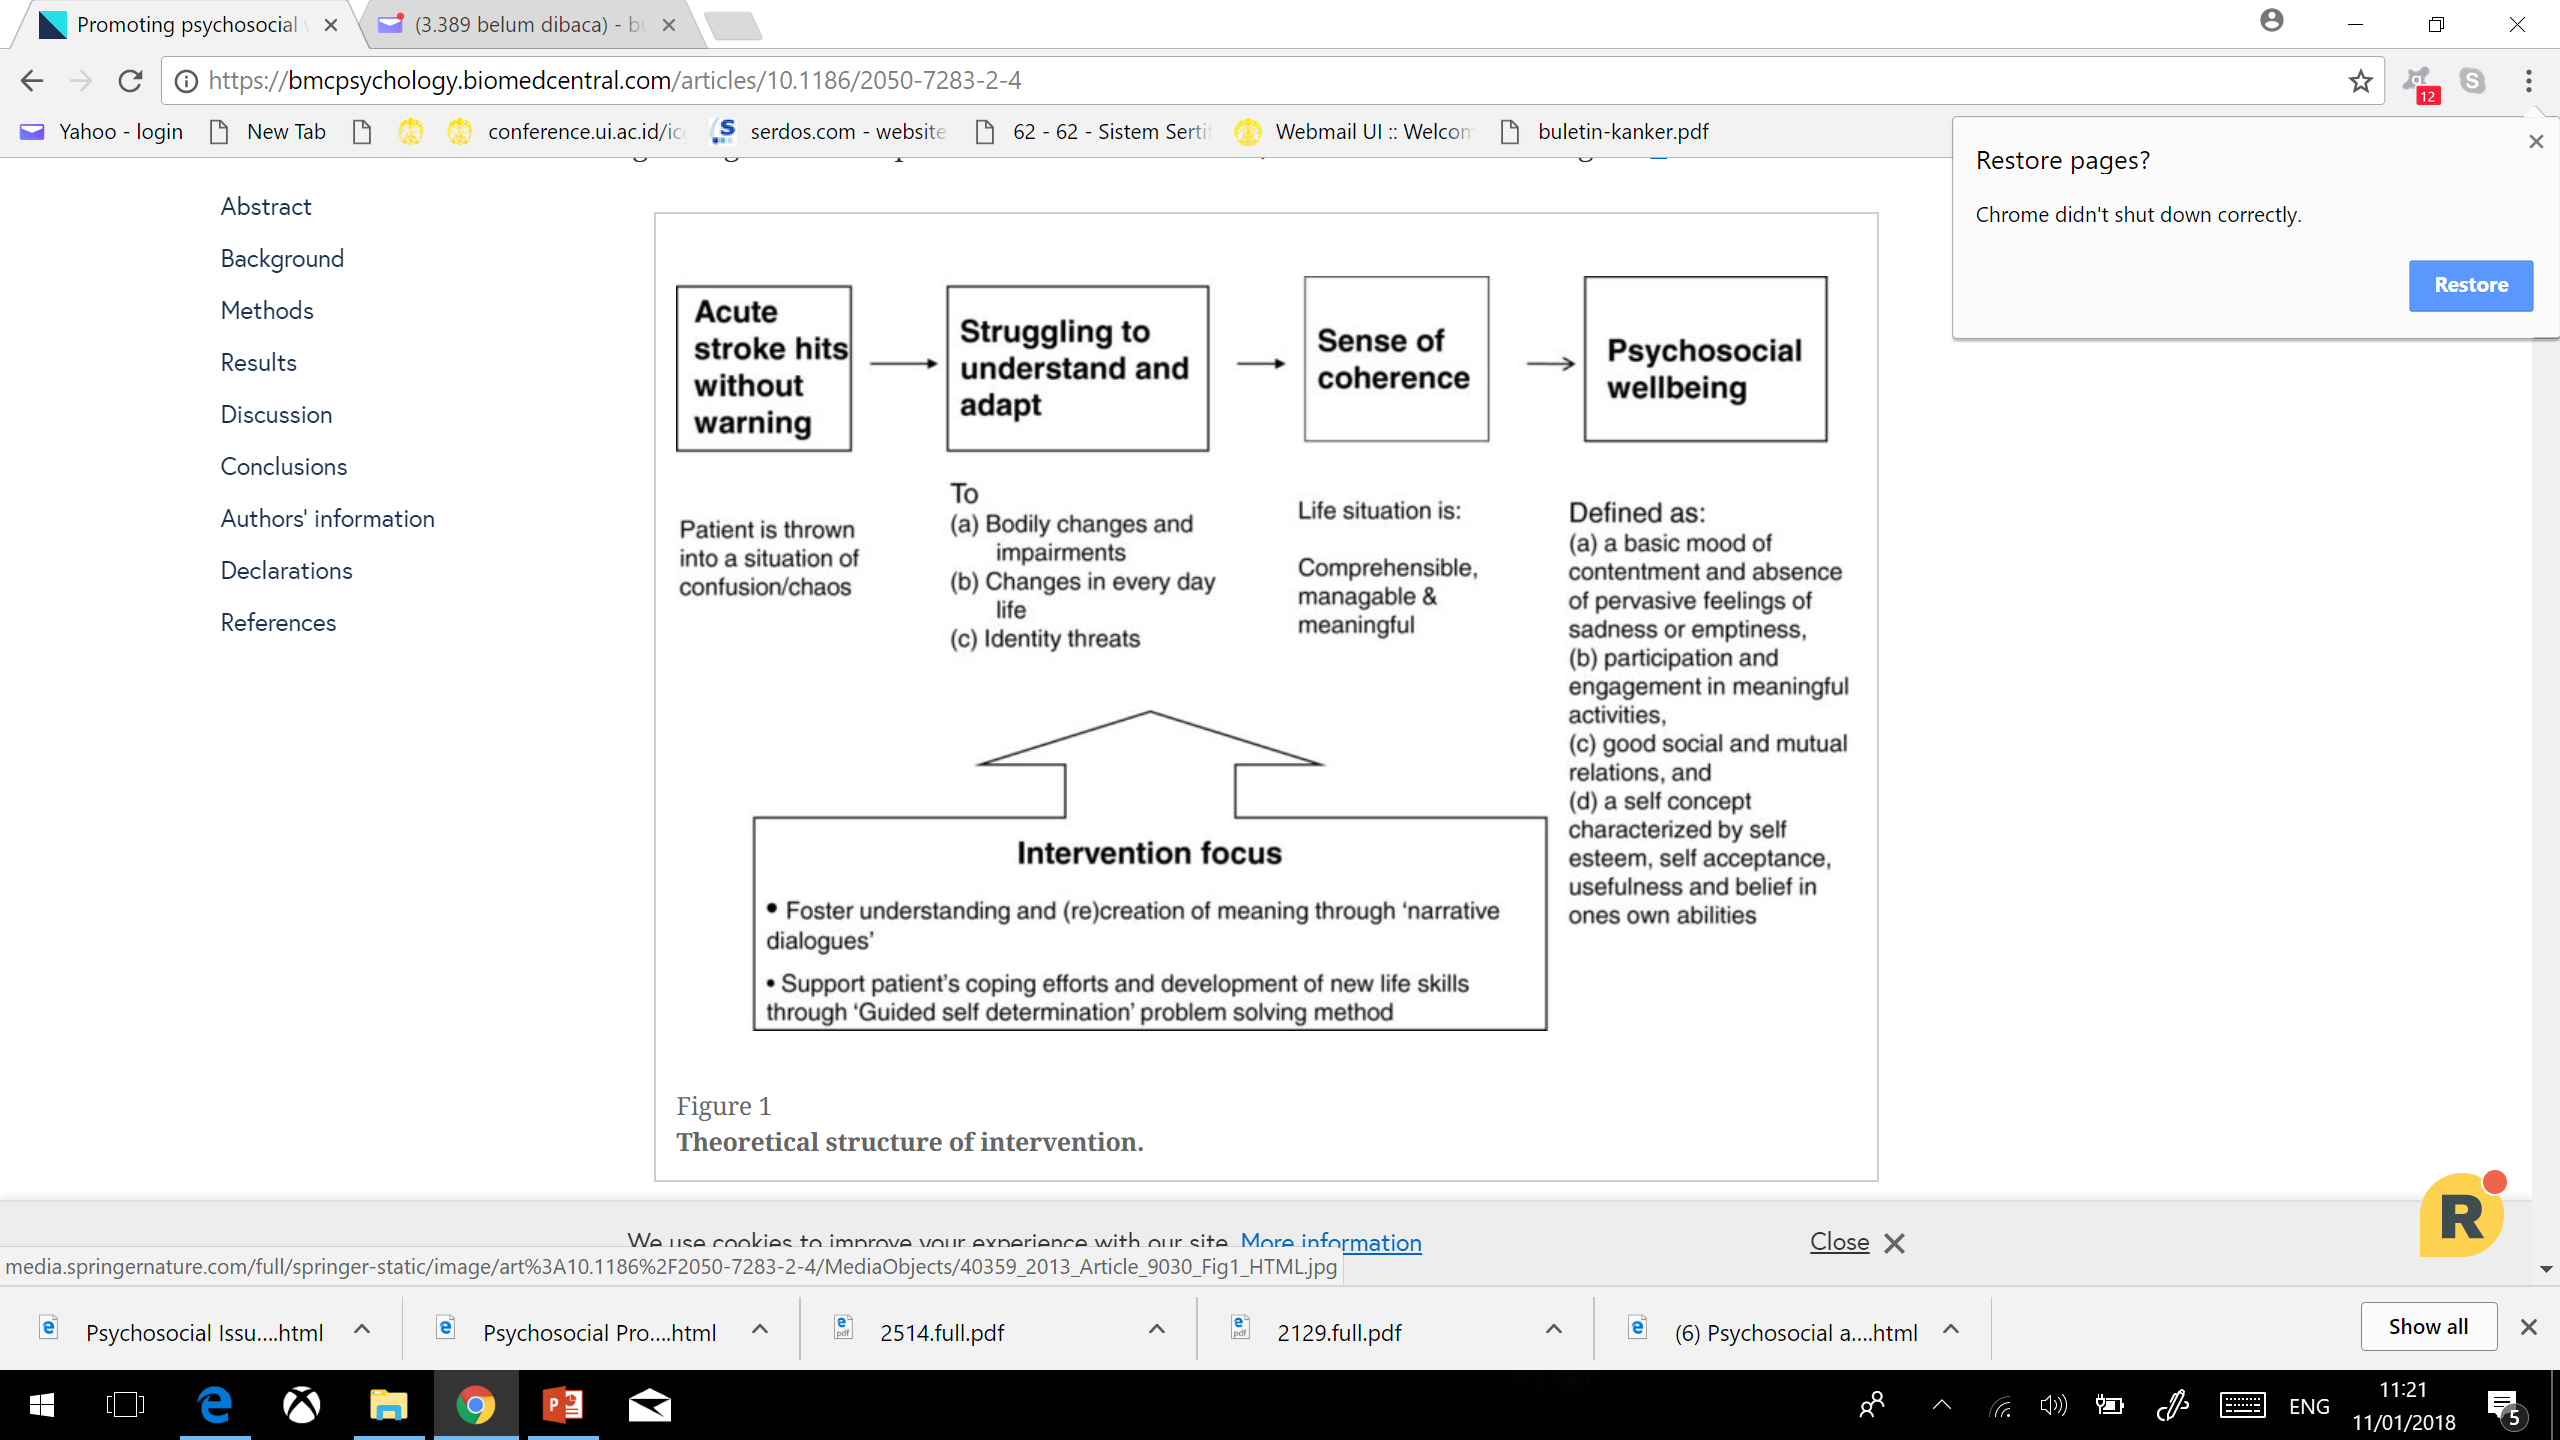 Promoting psychosocial
(3.389 belum dibaca) - bu
https://bmcpsychology.biomedcentral.com/articles/10.1186/2050-7283-2-4
12
Yahoo - login
New Tab
conference.ui.ac.id/ic
serdos.com - website
62 - 62 - Sistem Serti
Webmail UI :: Welcom
buletin-kanker.pdf
Restore pages?
Chrome didn't shut down correctly.
Restore
Abstract
Background
Methods
Results
Discussion
Conclusions
Authors' information
Declarations
References
Acute
stroke hits
without
warning
Struggling to
understand and
adapt
Sense of
coherence
Psychosocial
wellbeing
Patient is thrown
into a situation of
confusion/chaos
To
(a) Bodily changes and
impairments
(b) Changes in every day
life
(c) Identity threats
Life situation is:
Comprehensible,
managable &
meaningful
Defined as:
(a) a basic mood of
contentment and absence
of pervasive feelings of
sadness or emptiness,
(b) participation and
engagement in meaningful
activities,
(c) good social and mutual
relations, and
(d) a self concept
characterized by self
esteem, self acceptance,
usefulness and belief in
ones own abilities
Intervention focus
• Foster understanding and (re)creation of meaning through ‘narrative
dialogues’
• Support patient’s coping efforts and development of new life skills
through ‘Guided self determination’ problem solving method
Figure 1
Theoretical structure of intervention.
R
We use cookies to improve your experience with our site. More information
Close
media.springernature.com/full/springer-static/image/art%3A10.1186%2F2050-7283-2-4/MediaObjects/40359_2013_Article_9030_Fig1_HTML.jpg
Psychosocial Issu....html
Psychosocial Pro....html
2514.full.pdf
2129.full.pdf
(6) Psychosocial a....html
Show all
ENG
11:21
11/01/2018
5